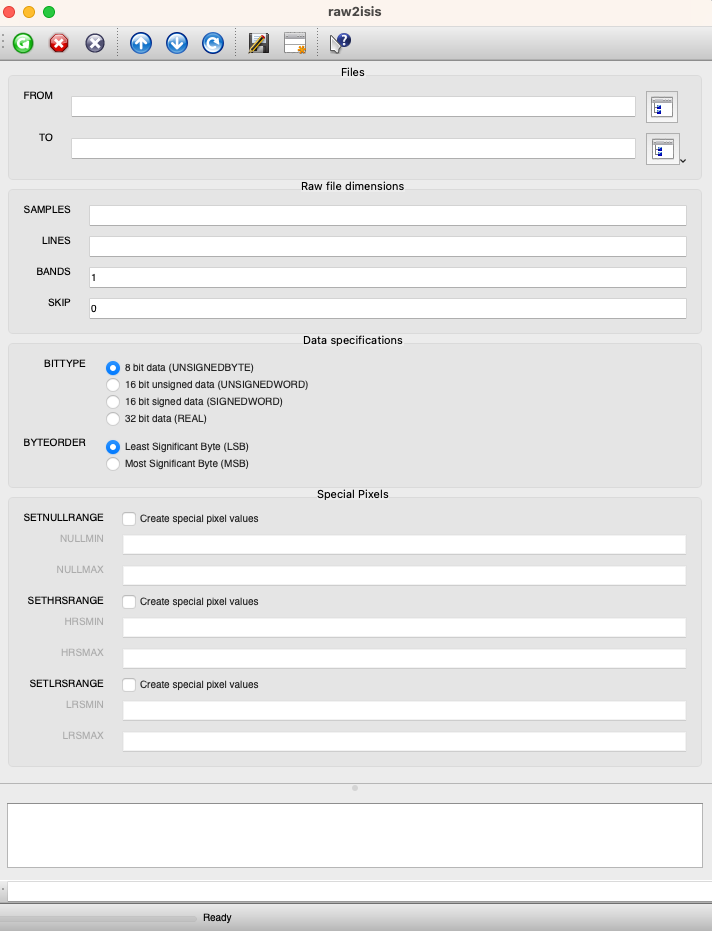 raw2isis
Files
FROM
TO
Raw file dimensions
SAMPLES
LINES
BANDS 1
SKIP 0
Data specifications
BITTYPE 8 bit data (UNSIGNEDBYTE)
16 bit unsigned data (UNSIGNEDWORD)
16 bit signed data (SIGNEDWORD)
32 bit data (REAL)
BYTEORDER Least Significant Byte (LSB)
Most Significant Byte (MSB)
Special Pixels
SETNULLRANGE Create special pixel values
NULLMIN
NULLMAX
SETHRSRANGE Create special pixel values
HRSMIN
HRSMAX
SETLRSRANGE Create special pixel values
LRSMIN
LRSMAX
Ready